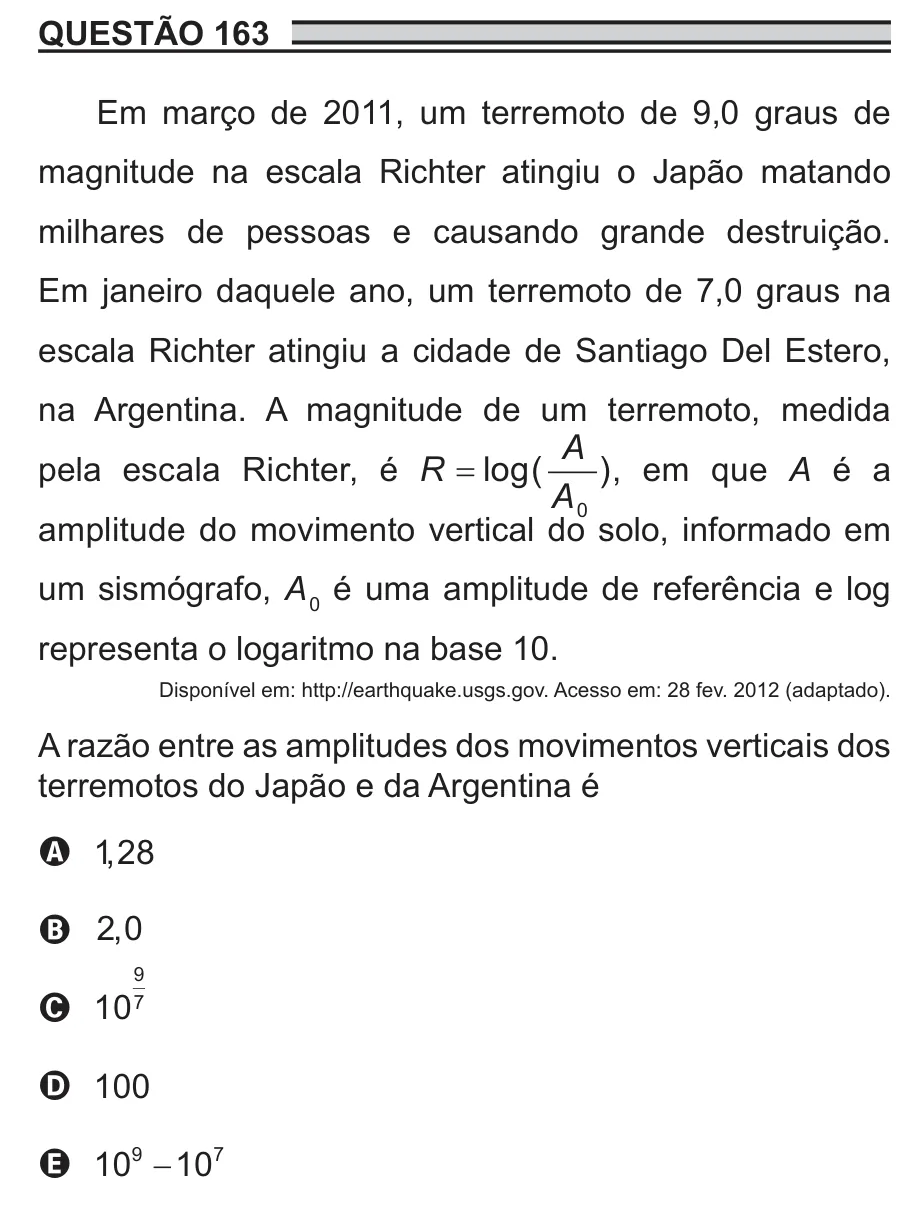 QUESTÃO 163
Em março de 2011, um terremoto de 9,0 graus de
magnitude na escala Richter atingiu o Japão matando
milhares de pessoas e causando grande destruição.
Em janeiro daquele ano, um terremoto de 7,0 graus na
escala Richter atingiu a cidade de Santiago Del Estero,
na Argentina. A magnitude de um terremoto, medida
pela escala Richter, é R = log(A/A₀), em que A é a
amplitude do movimento vertical do solo, informado em
um sismógrafo, A₀ é uma amplitude de referência e log
representa o logaritmo na base 10.
Disponível em: http://earthquake.usgs.gov. Acesso em: 28 fev. 2012 (adaptado).
A razão entre as amplitudes dos movimentos verticais dos
terremotos do Japão e da Argentina é
A 1,28
B 2,0
C 10^(9/7)
D 100
E 10⁹ – 10⁷